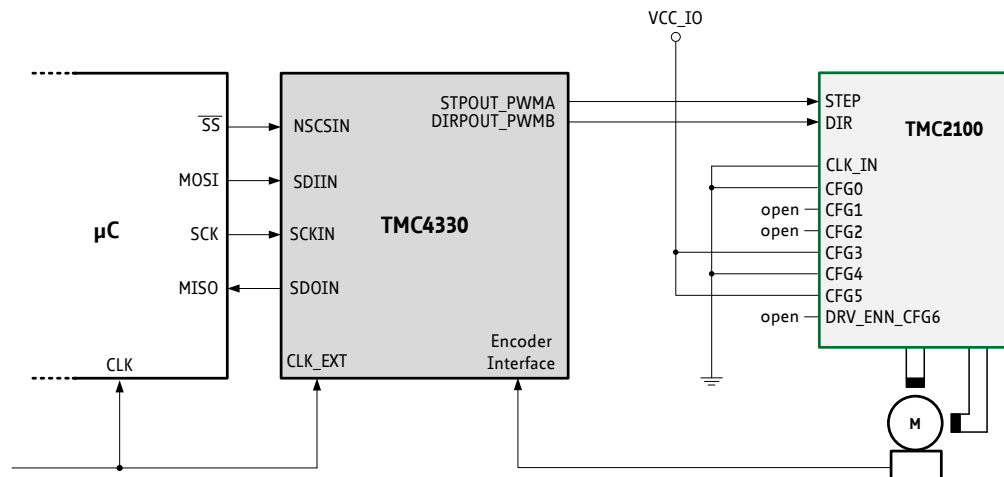 VCC_IO
STPOUT_PWMA
DIRPOUT_PWMB
STEP
DIR
TMC2100
SS
NSCSIN
MOSI
SDIIN
µC
TMC4330
SCK
SCKIN
MISO
SDOIN
CLK
CLK_EXT
Encoder
Interface
CLK_IN
CFG0
open
CFG1
open
CFG2
CFG3
CFG4
CFG5
open
DRV_ENN_CFG6
M